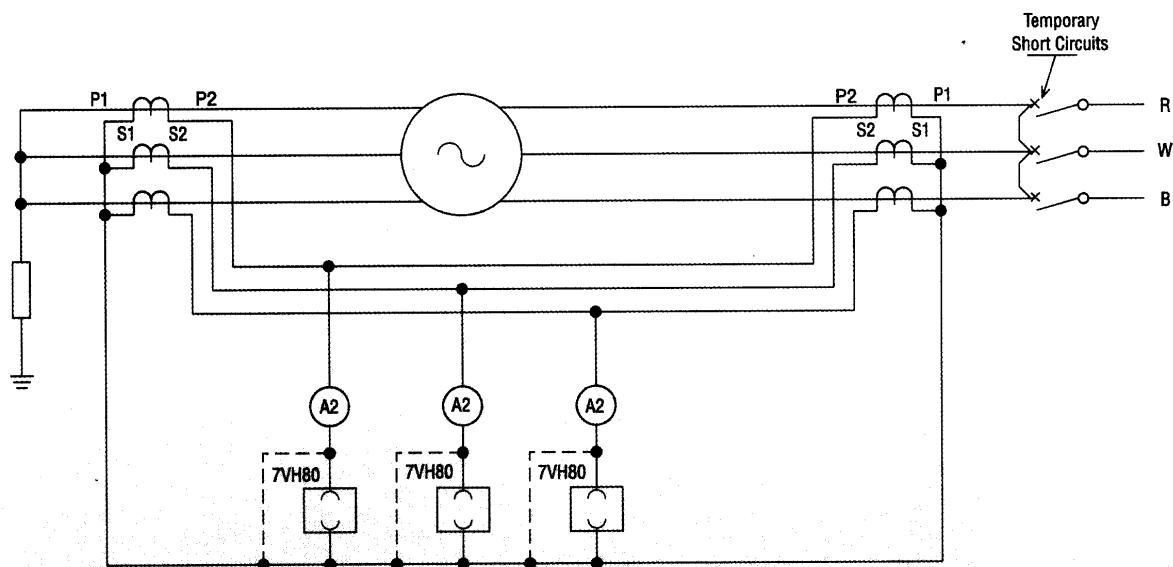 Temporary
Short Circuits
P1 P2 P2 P1
R
S1 S2 S2 S1
W
B
A2 A2 A2
7VH80 7VH80 7VH80